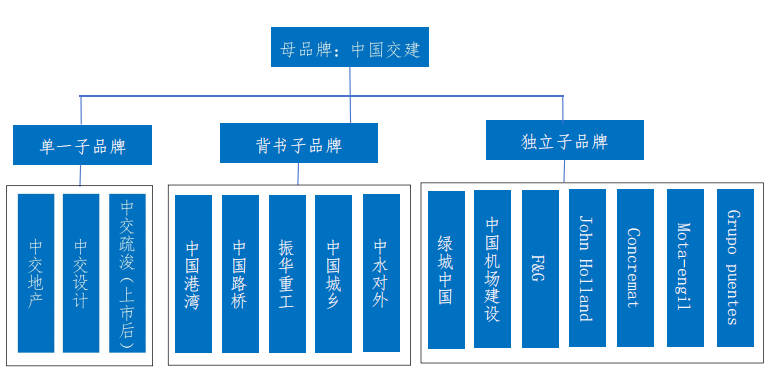 母品牌：中国交建
单一子品牌
背书子品牌
独立子品牌
中交地产
中交设计
中交疏浚（上市后）
中国港湾
中国路桥
振华重工
中国城乡
中水对外
绿城中国
中国机场建设
F&G
John Holland
Concremat
Mota-engil
Grupo puentes